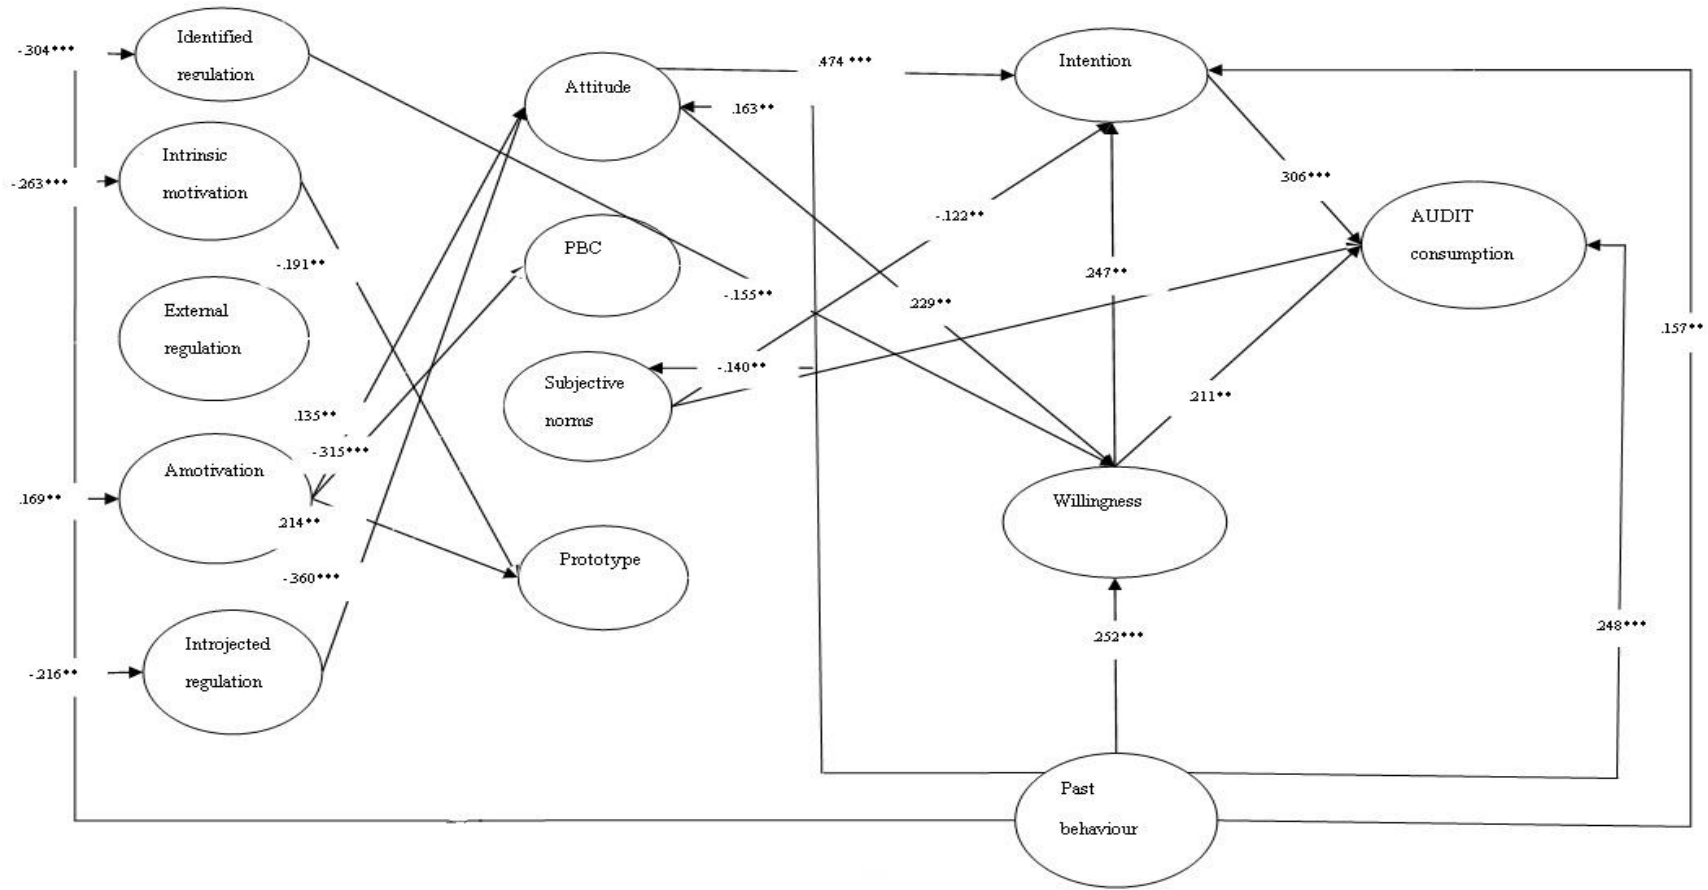 -.304***
Identified
regulation
-.263***
Intrinsic
motivation
-.191**
External
regulation
.135**
-.315***
.169**
Amotivation
.214**
-.360***
-.216**
Introjected
regulation
Attitude
.474 ***
.163**
PBC
-.155**
-.140**
Subjective
norms
Prototype
Intention
-.122**
.247**
.229**
.306***
AUDIT
consumption
.211**
Willingness
.252***
.157**
.248***
Past
behaviour